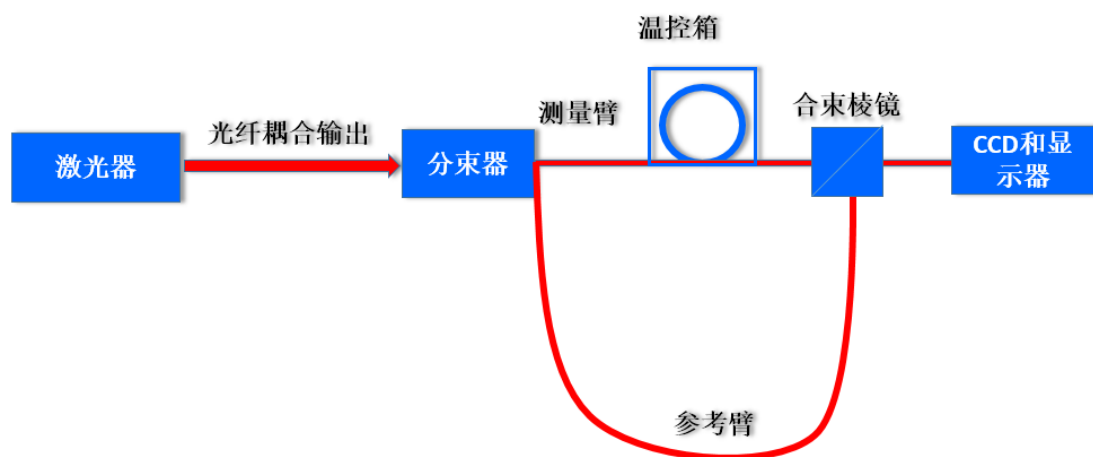 温控箱
测量臂
合束棱镜
光纤耦合输出
激光器
分束器
CCD和显
示器
参考臂